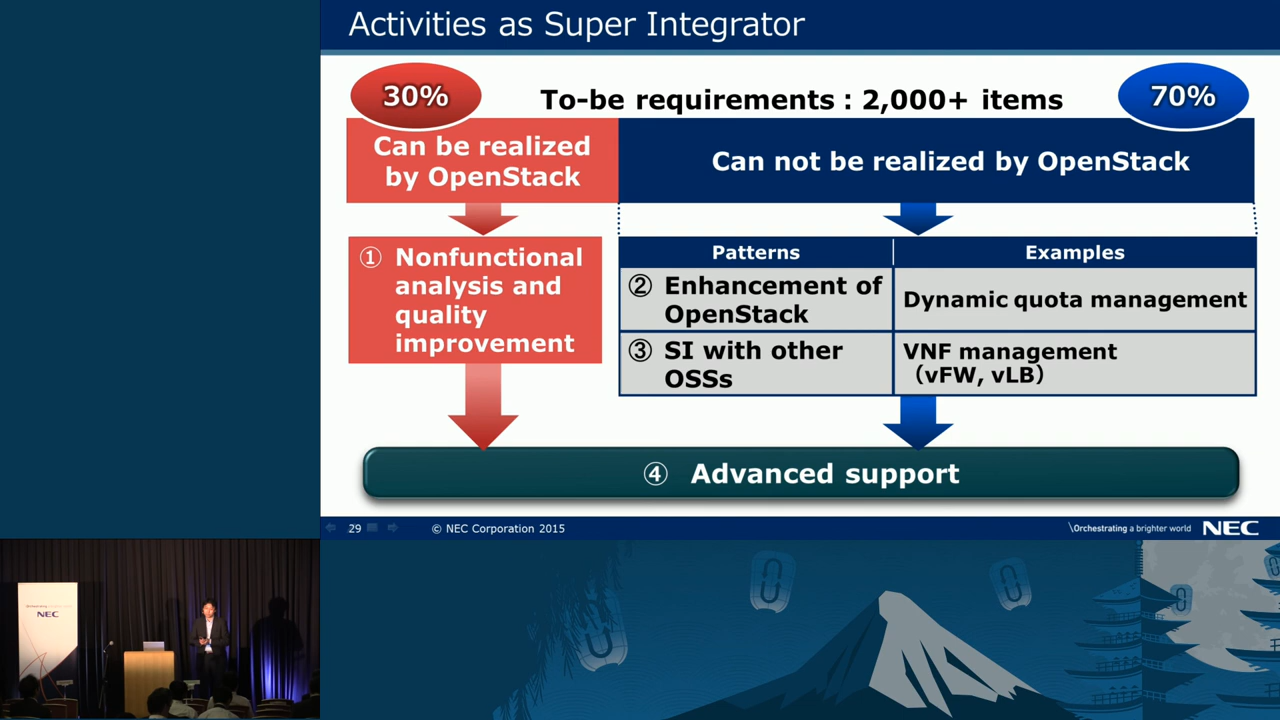 Activities as Super Integrator
30%
To-be requirements : 2,000+ items
70%
Can be realized
by OpenStack
Can not be realized by OpenStack
① Nonfunctional
analysis and
quality
improvement
Patterns
Examples
② Enhancement of
OpenStack
Dynamic quota management
③ SI with other
OSSs
VNF management
（vFW, vLB）
④ Advanced support
29
© NEC Corporation 2015
\Orchestrating a brighter world
NEC
NEC